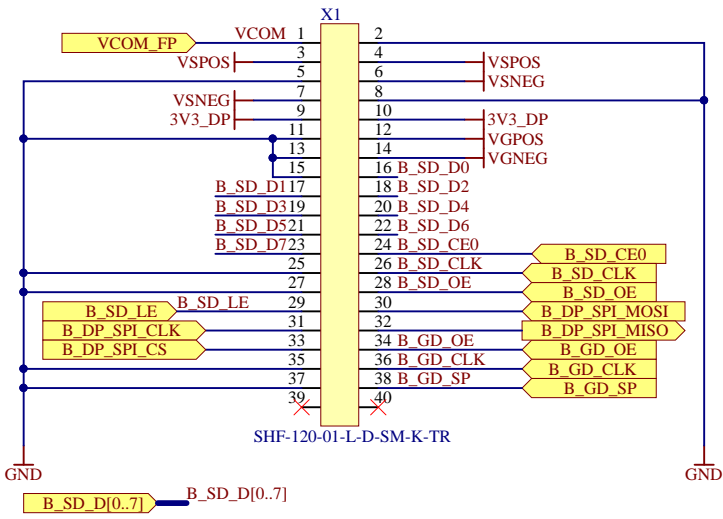 X1
VCOM_FP VCOM 1 2
VSPOS 3 4 VSPOS
5 6 VSNEG
VSNEG 7 8
3V3_DP 9 10 3V3_DP
11 12 VGPOS
13 14 VGNEG
15 16 B_SD_D0
B_SD_D1 17 18 B_SD_D2
B_SD_D3 19 20 B_SD_D4
B_SD_D5 21 22 B_SD_D6
B_SD_D7 23 24 B_SD_CE0 B_SD_CE0
25 26 B_SD_CLK B_SD_CLK
27 28 B_SD_OE B_SD_OE
B_SD_LE B_SD_LE 29 30 B_DP_SPI_MOSI
B_DP_SPI_CLK 31 32 B_DP_SPI_MISO
B_DP_SPI_CS 33 34 B_GD_OE B_GD_OE
35 36 B_GD_CLK B_GD_CLK
37 38 B_GD_SP B_GD_SP
39 40
SHF-120-01-L-D-SM-K-TR
GND GND
B_SD_D[0..7] B_SD_D[0..7]